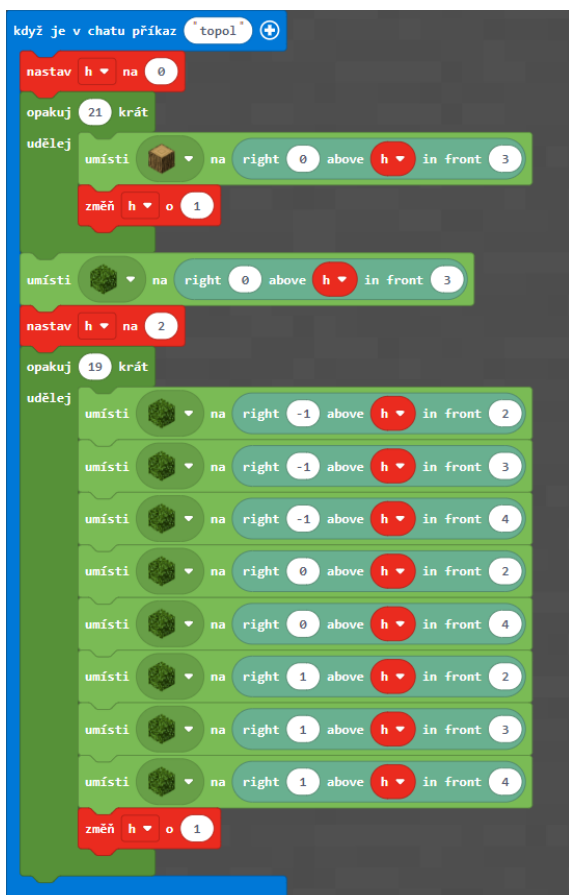 když je v chatu příkaz "topol"
nastav h na 0
opakuj 21 krát
udělej
umísti na right 0 above h in front 3
změň h o 1
umísti na right 0 above h in front 3
nastav h na 2
opakuj 19 krát
udělej
umísti na right -1 above h in front 2
umísti na right -1 above h in front 3
umísti na right -1 above h in front 4
umísti na right 0 above h in front 2
umísti na right 0 above h in front 4
umísti na right 1 above h in front 2
umísti na right 1 above h in front 3
umísti na right 1 above h in front 4
změň h o 1